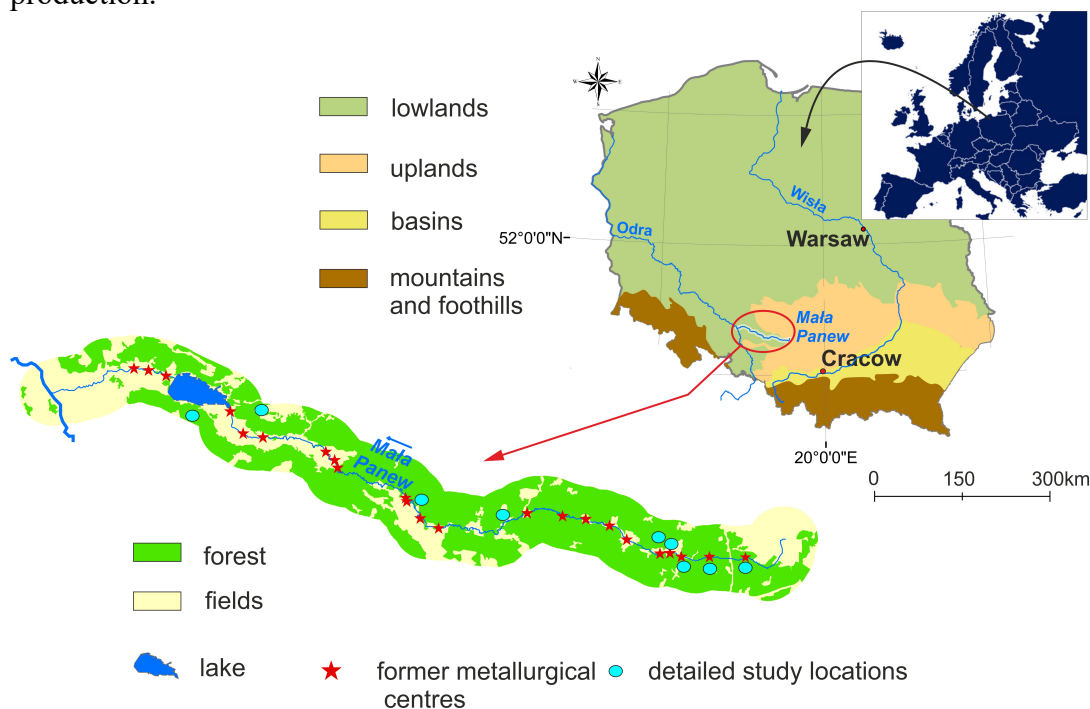 production.
N
W
E
S
lowlands
uplands
basins
mountains
and foothills
Wisła
Odra
52°0'0"N
Warsaw
Mała
Panew
Cracow
20°0'0"E
0 150 300km
Mała
Panew
forest
fields
lake
former metallurgical
centres
detailed study locations